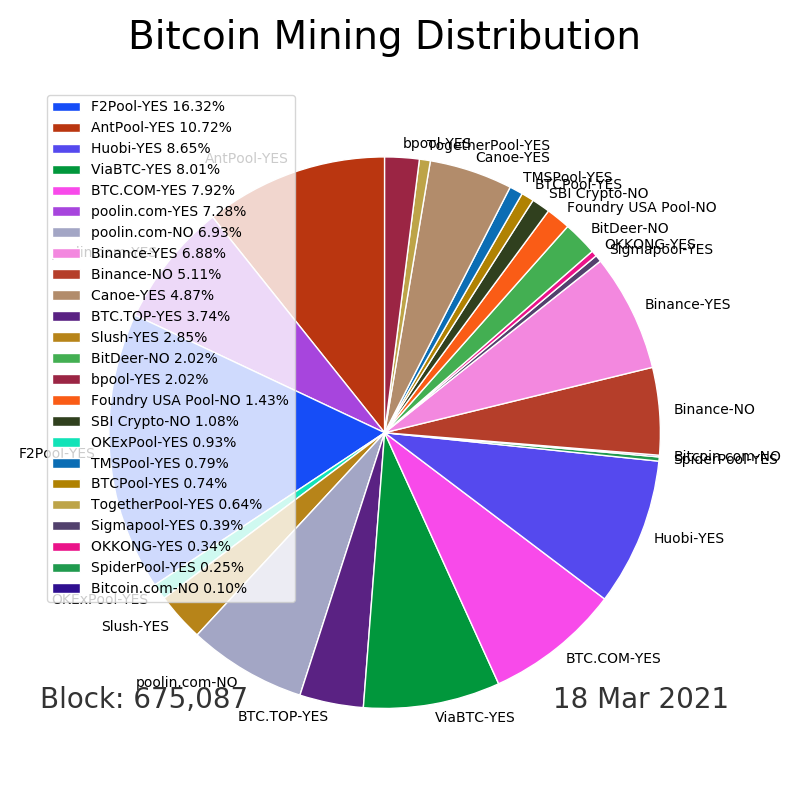 Bitcoin Mining Distribution
F2Pool-YES 16.32%
AntPool-YES 10.72%
Huobi-YES 8.65%
ViaBTC-YES 8.01%
BTC.COM-YES 7.92%
poolin.com-YES 7.28%
poolin.com-NO 6.93%
Binance-YES 6.88%
Binance-NO 5.11%
Canoe-YES 4.87%
BTC.TOP-YES 3.74%
Slush-YES 2.85%
BitDeer-NO 2.02%
bpool-YES 2.02%
Foundry USA Pool-NO 1.43%
SBI Crypto-NO 1.08%
OKExPool-YES 0.93%
TMSPool-YES 0.79%
BTCPool-YES 0.74%
TogetherPool-YES 0.64%
Sigmapool-YES 0.39%
OKKONG-YES 0.34%
SpiderPool-YES 0.25%
Bitcoin.com-NO 0.10%
bpool-YES
TogetherPool-YES
Canoe-YES
TMSPool-YES
BTCPool-YES
SBI Crypto-NO
Foundry USA Pool-NO
BitDeer-NO
OKKONG-YES
Sigmapool-YES
Binance-YES
Binance-NO
Bitcoin.com-NO
SpiderPool-YES
Huobi-YES
BTC.COM-YES
ViaBTC-YES
BTC.TOP-YES
poolin.com-NO
Slush-YES
OKExPool-YES
F2Pool-YES
AntPool-YES
Block: 675,087
18 Mar 2021